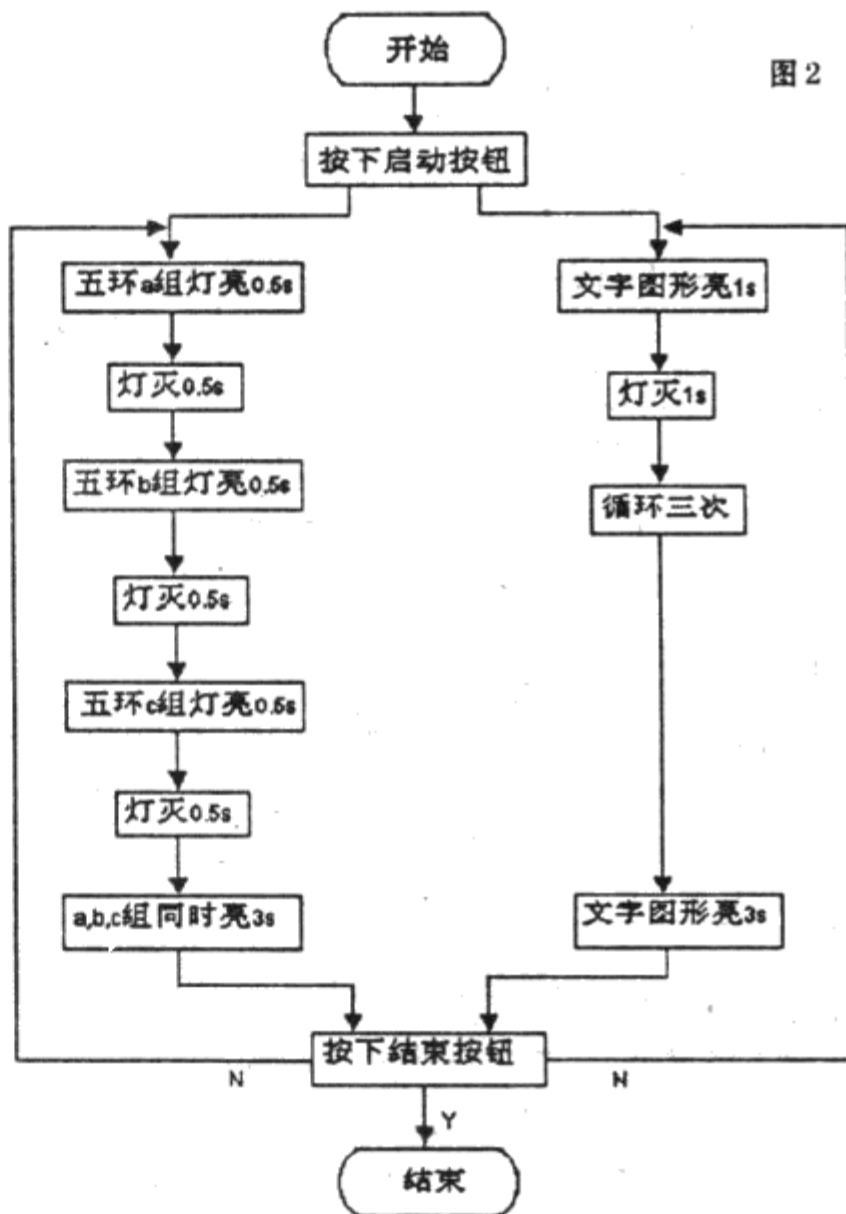 开始
图2
按下启动按钮
五环a组灯亮0.5s
文字图形亮1s
灯灭0.5s
灯灭1s
五环b组灯亮0.5s
循环三次
灯灭0.5s
五环c组灯亮0.5s
灯灭0.5s
a,b,c组同时亮3s
文字图形亮3s
按下结束按钮
N
N
Y
结束